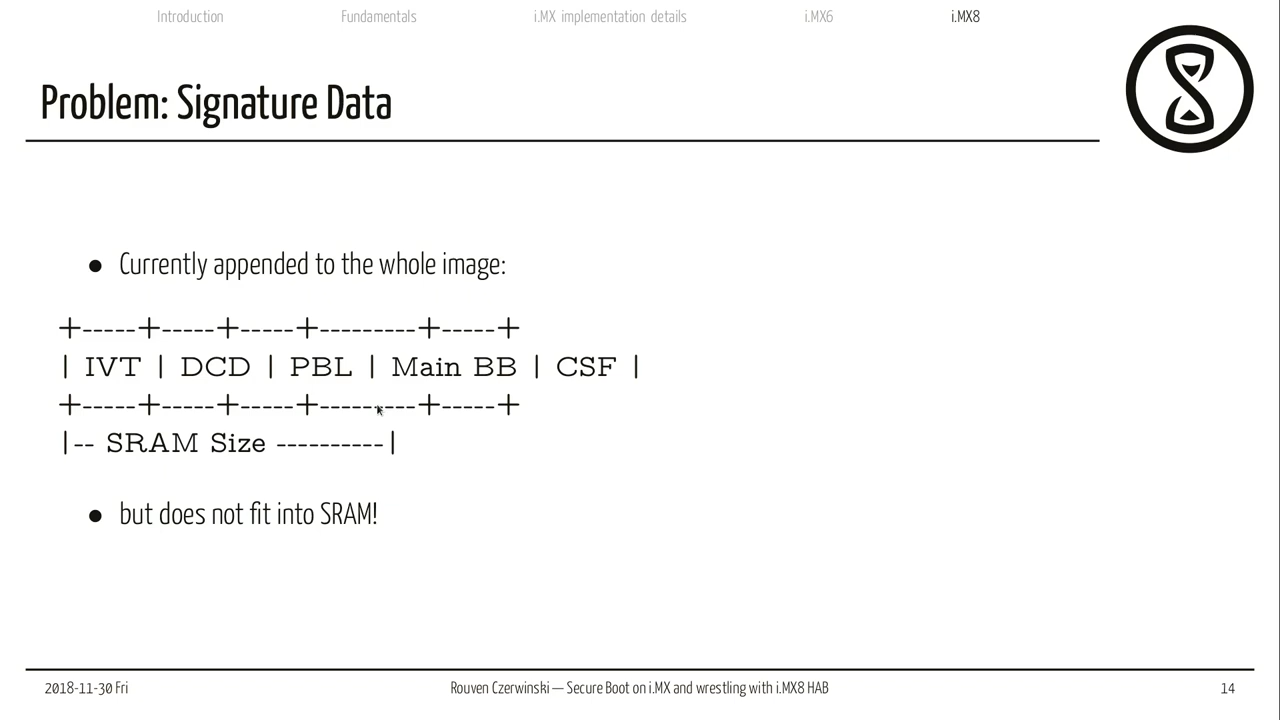 Introduction Fundamentals i.MX implementation details i.MX6 i.MX8
Problem: Signature Data
● Currently appended to the whole image:
+-----+-----+-----+---------+-----+
| IVT | DCD | PBL | Main BB | CSF |
+-----+-----+-----+---------+-----+
|-- SRAM Size ----------|
● but does not fit into SRAM!
2018-11-30 Fri Rouven Czerwinski — Secure Boot on i.MX and wrestling with i.MX8 HAB 14